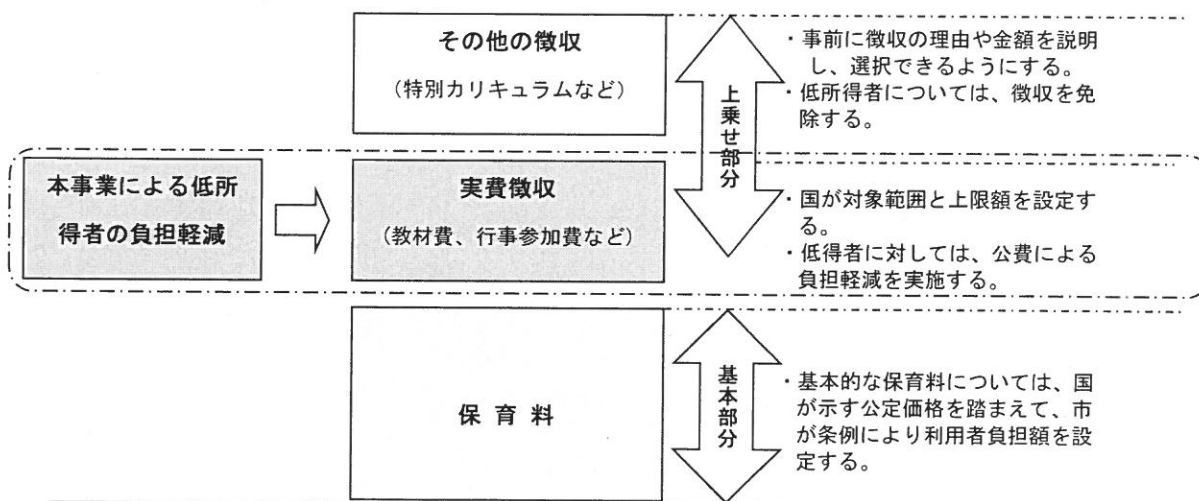 その他の徴収
（特別カリキュラムなど）
上乗せ部分
・事前に徴収の理由や金額を説明
し、選択できるようにする。
・低所得者については、徴収を免
除する。
本事業による低所
得者の負担軽減
実費徴収
（教材費、行事参加費など）
・国が対象範囲と上限額を設定す
る。
・低得者に対しては、公費による
負担軽減を実施する。
保育料
基本部分
・基本的な保育料については、国
が示す公定価格を踏まえて、市
が条例により利用者負担額を設
定する。